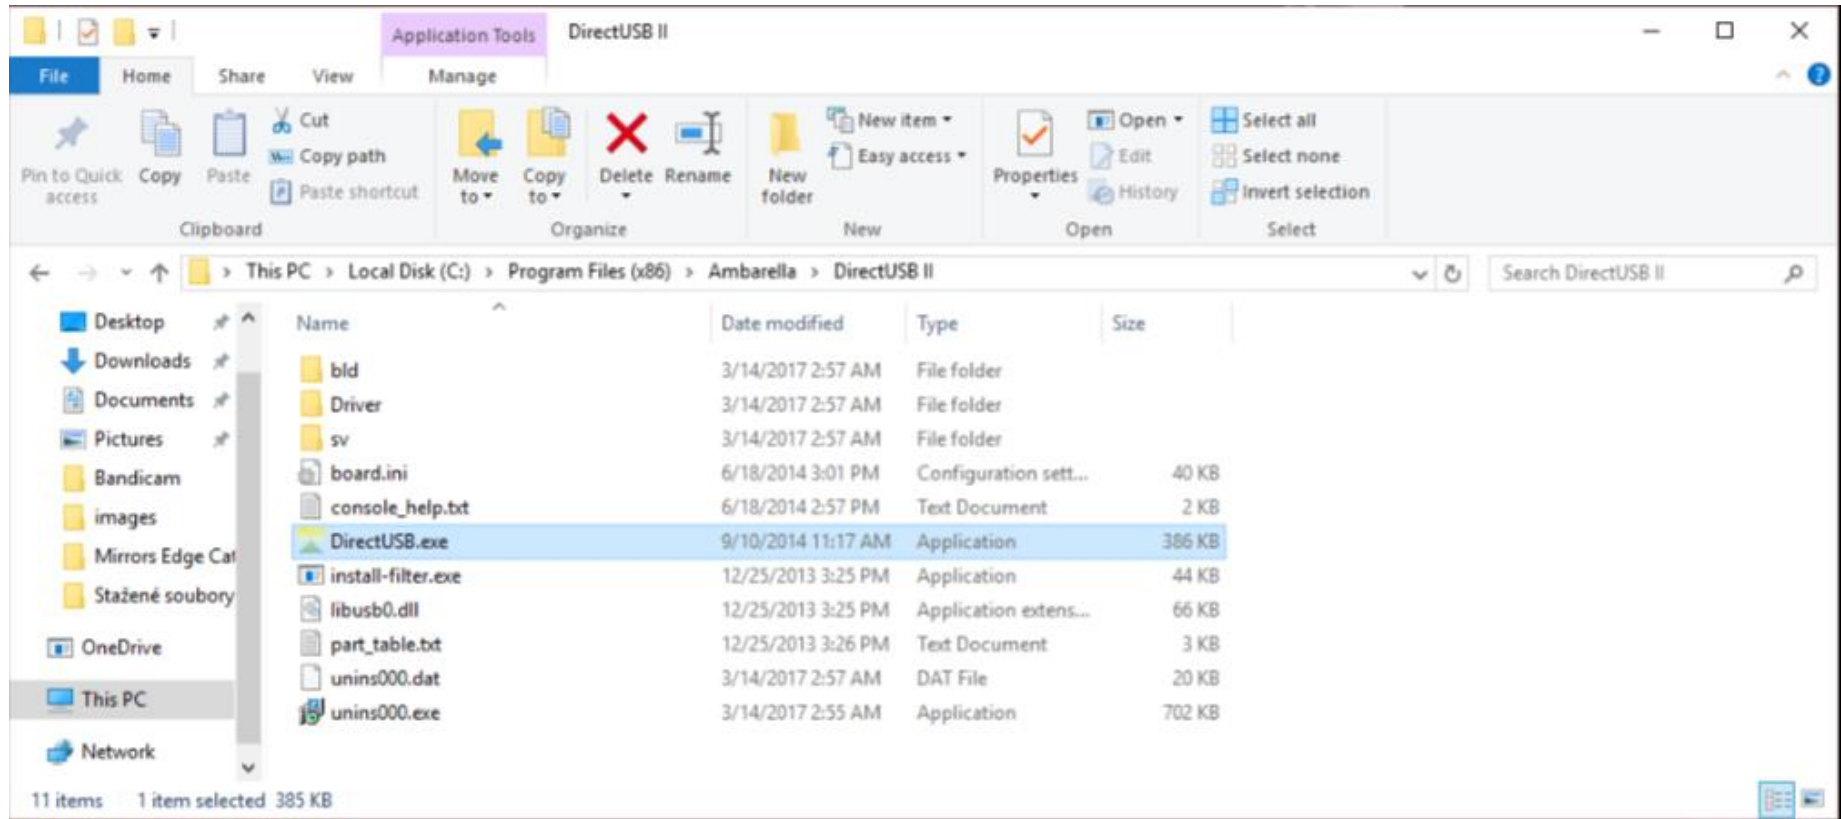 Application Tools DirectUSB II
File Home Share View Manage
Pin to Quick access
Copy
Paste
Cut
Copy path
Paste shortcut
Clipboard
Move to
Copy to
Delete
Rename
Organize
New folder
New item
Easy access
New
Properties
Open
Edit
History
Open
Select all
Select none
Invert selection
Select
This PC > Local Disk (C:) > Program Files (x86) > Ambarella > DirectUSB II
Search DirectUSB II
Desktop
Downloads
Documents
Pictures
Bandicam
images
Mirrors Edge Cat
Stažené soubory
OneDrive
This PC
Network
Name Date modified Type Size
bld 3/14/2017 2:57 AM File folder
Driver 3/14/2017 2:57 AM File folder
sv 3/14/2017 2:57 AM File folder
board.ini 6/18/2014 3:01 PM Configuration sett... 40 KB
console_help.txt 6/18/2014 2:57 PM Text Document 2 KB
DirectUSB.exe 9/10/2014 11:17 AM Application 386 KB
install-filter.exe 12/25/2013 3:25 PM Application 44 KB
libusb0.dll 12/25/2013 3:25 PM Application extens... 66 KB
part_table.txt 12/25/2013 3:26 PM Text Document 3 KB
unins000.dat 3/14/2017 2:57 AM DAT File 20 KB
unins000.exe 3/14/2017 2:55 AM Application 702 KB
11 items 1 item selected 385 KB